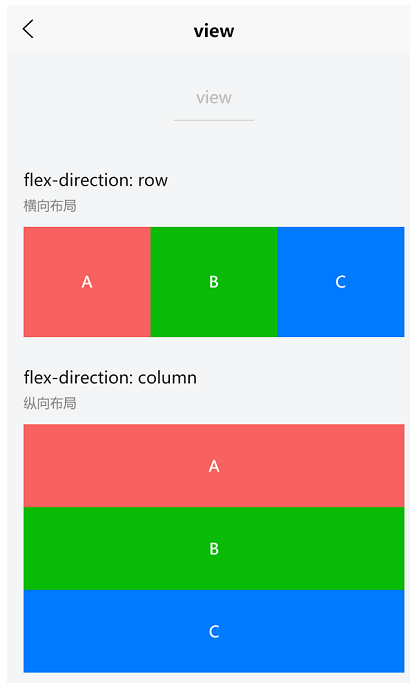 view
view
flex-direction: row
横向布局
A
B
C
flex-direction: column
纵向布局
A
B
C